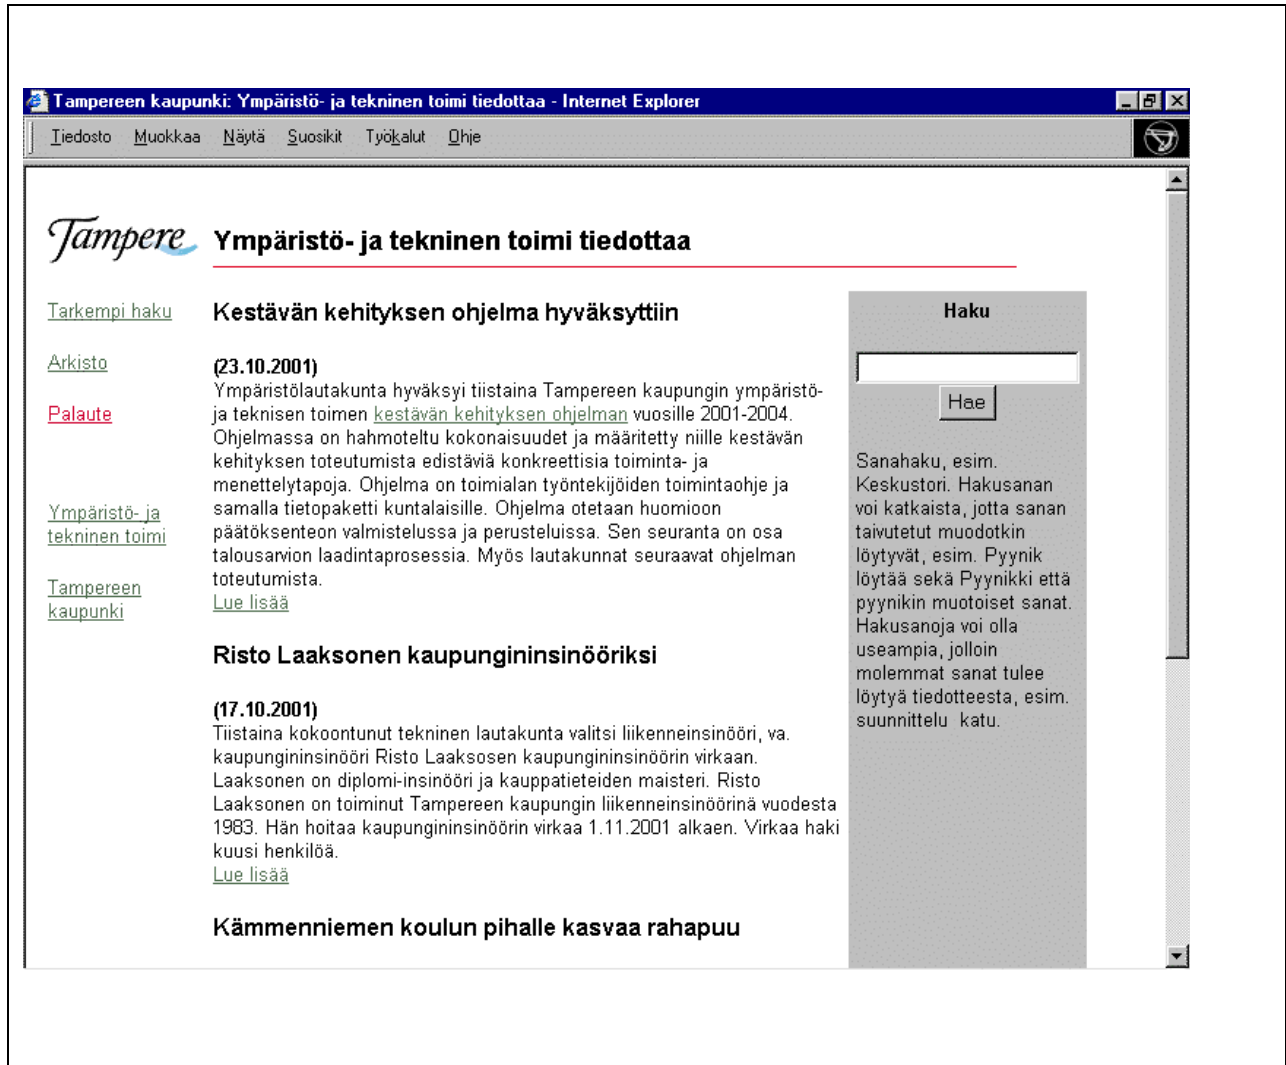 Tampereen kaupunki: Ympäristö- ja tekninen toimi tiedottaa - Internet Explorer
Tiedosto Muokkaa Näytä Suosikit Työkalut Ohje
Tampere
Ympäristö- ja tekninen toimi tiedottaa
Tarkempi haku
Arkisto
Palaute
Ympäristö- ja
tekninen toimi
Tampereen
kaupunki
Kestävän kehityksen ohjelma hyväksyttiin
(23.10.2001)
Ympäristölautakunta hyväksyi tiistaina Tampereen kaupungin ympäristö-
ja teknisen toimen kestävän kehityksen ohjelman vuosille 2001-2004.
Ohjelmassa on hahmoteltu kokonaisuudet ja määritetty niille kestävän
kehityksen toteutumista edistäviä konkreettisia toiminta- ja
menettelytapoja. Ohjelma on toimialan työntekijöiden toimintaohje ja
samalla tietopaketti kuntalaisille. Ohjelma otetaan huomioon
päätöksenteon valmistelussa ja perusteluissa. Sen seuranta on osa
talousarvion laadintaprosessia. Myös lautakunnat seuraavat ohjelman
toteutumista.
Lue lisää
Risto Laaksonen kaupungininsinööriksi
(17.10.2001)
Tiistaina kokoontunut tekninen lautakunta valitsi liikenneinsinööri, va.
kaupungininsinööri Risto Laaksosen kaupungininsinöörin virkaan.
Laaksonen on diplomi-insinööri ja kauppatieteiden maisteri. Risto
Laaksonen on toiminut Tampereen kaupungin liikenneinsinöörinä vuodesta
1983. Hän hoitaa kaupungininsinöörin virkaa 1.11.2001 alkaen. Virkaa haki
kuusi henkilöä.
Lue lisää
Kämmenniemen koulun pihalle kasvaa rahapuu
Haku
Hae
Sanahaku, esim.
Keskustori. Hakusanan
voi katkaista, jotta sanan
taivutetut muodotkin
löytyvät, esim. Pyynik
löytää sekä Pyynikki että
pyynikin muotoiset sanat.
Hakusanoja voi olla
useampia, jolloin
molemmat sanat tulee
löytyä tiedotteesta, esim.
suunnittelu katu.